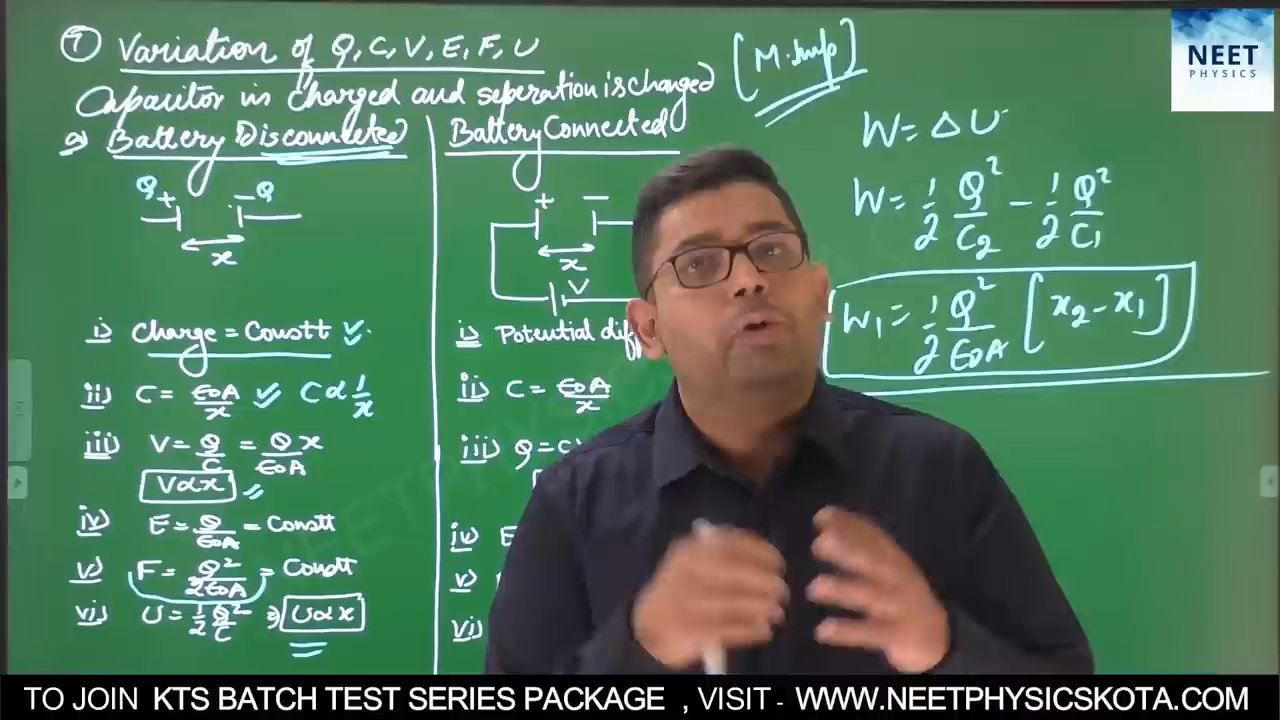 ⑦ Variation of Q, C, V, E, F, U
[M.Imp]
Capacitor is charged and seperation is changed
a) Battery Disconnected
Q + - -Q
x
i) Charge = Constt ✓
ii) C = ε0A/x ✓ C ∝ 1/x
iii) V = Q/C = Qx/ε0A
V ∝ x
iv) E = Q/ε0A = Constt
v) F = Q²/2ε0A = Constt
vi) U = 1/2 Q²/C ⇒ U ∝ x
Battery Connected
+ -
x
V
i) Potential diff
ii) C = ε0A/x
iii) Q = C
iv) E
v)
vi)
W = ΔU
W = 1/2 Q²/C2 - 1/2 Q²/C1
W1 = 1/2 Q²/ε0A [x2 - x1]
NEET
PHYSICS
TO JOIN KTS BATCH TEST SERIES PACKAGE , VISIT - WWW.NEETPHYSICSKOTA.COM